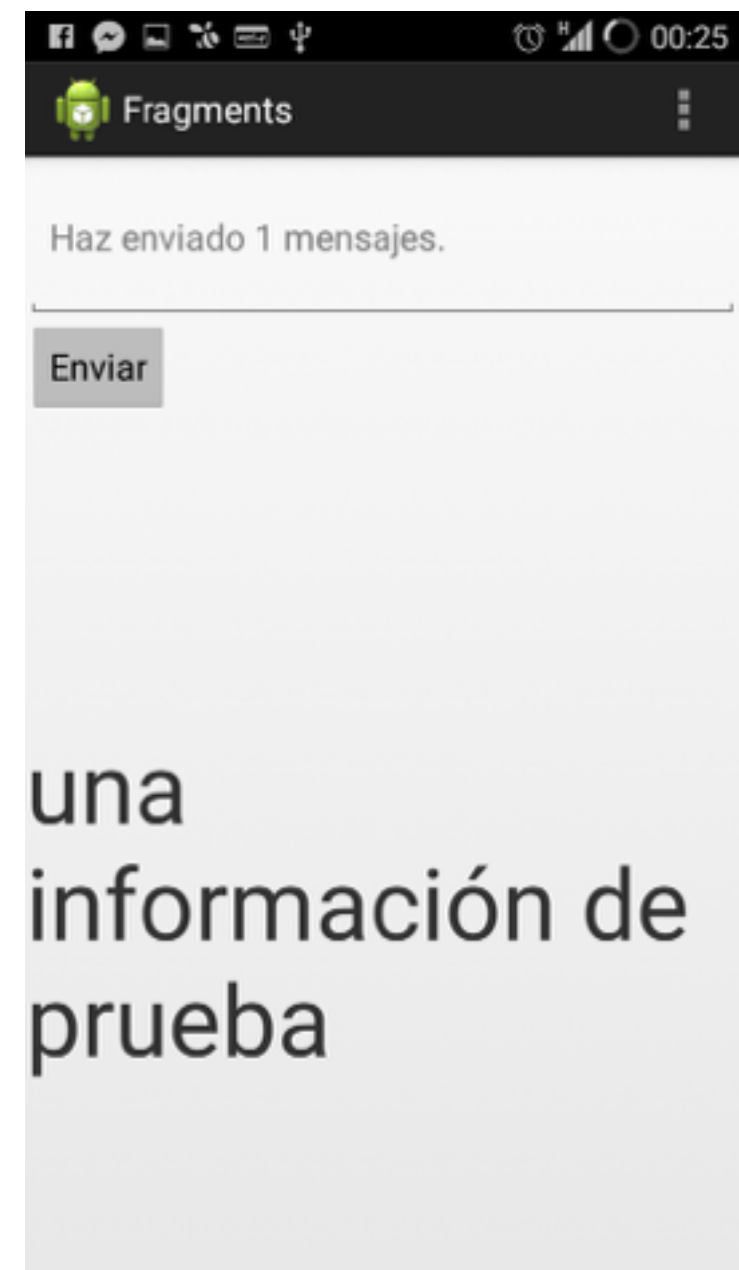 00:25
Fragments
Haz enviado 1 mensajes.
Enviar
una
información de
prueba